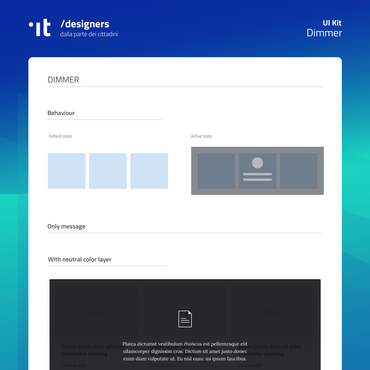 ·it /designers
dalla parte dei cittadini
UI Kit
Dimmer
DIMMER
Behaviour
Default state
Active state
Only message
With neutral color layer
Platea dictumst vestibulum rhoncus est pellentesque elit
ullamcorper dignissim cras. Dictum sit amet justo donec
enim diam vulputate ut. Eu nisl nunc mi ipsum faucibus.